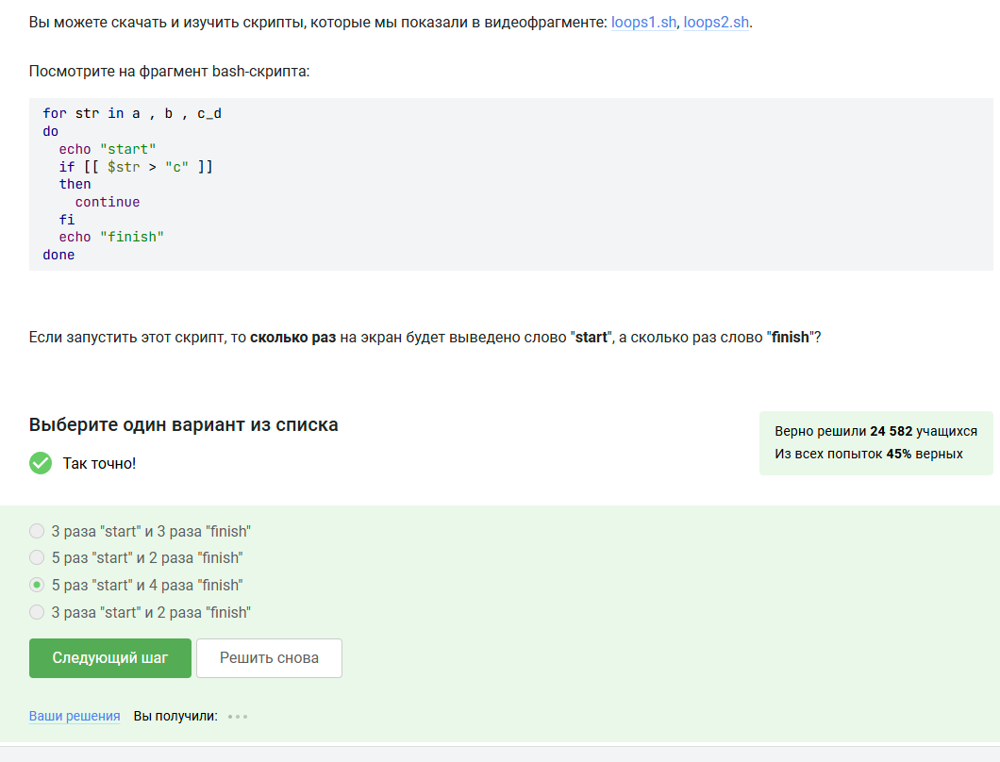 Вы можете скачать и изучить скрипты, которые мы показали в видеофрагменте: loops1.sh, loops2.sh.
Посмотрите на фрагмент bash-скрипта:
for str in a , b , c_d
do
  echo "start"
  if [[ $str > "c" ]]
  then
    continue
  fi
  echo "finish"
done
Если запустить этот скрипт, то сколько раз на экран будет выведено слово "start", а сколько раз слово "finish"?
Выберите один вариант из списка
Так точно!
Верно решили 24 582 учащихся
Из всех попыток 45% верных
3 раза "start" и 3 раза "finish"
5 раз "start" и 2 раза "finish"
5 раз "start" и 4 раза "finish"
3 раза "start" и 2 раза "finish"
Следующий шаг
Решить снова
Ваши решения Вы получили: